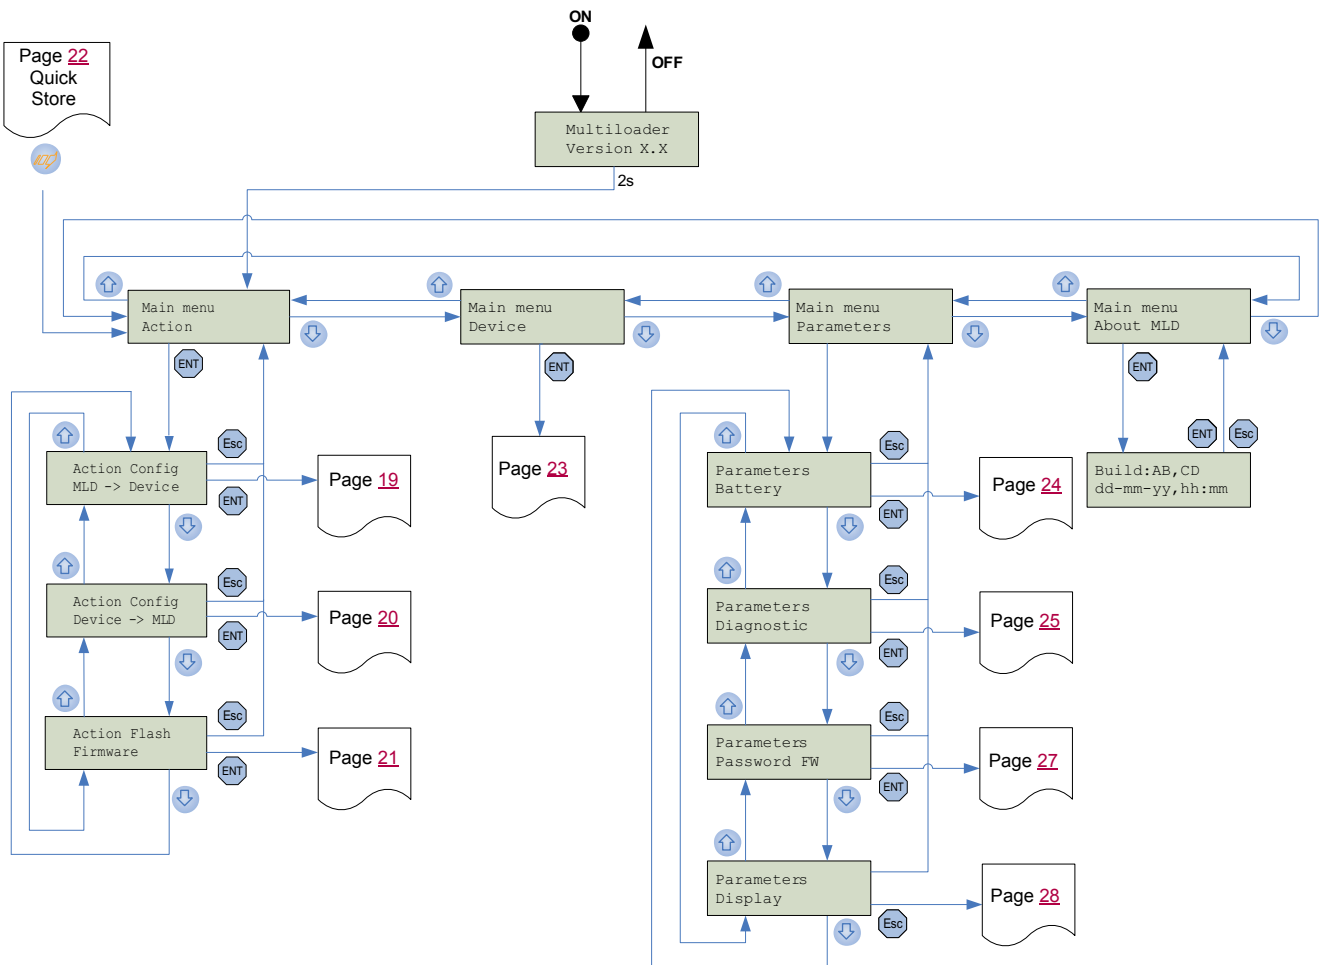 ON
OFF
Page 22
Quick
Store
Multiloader
Version X.X
2s
Main menu
Action
Main menu
Device
Main menu
Parameters
Main menu
About MLD
ENT
ENT
ENT
ENT
Esc
Esc
Action Config
MLD -> Device
ENT
Page 19
Page 23
Esc
Parameters
Battery
ENT
Page 24
Build:AB,CD
dd-mm-yy,hh:mm
Esc
Action Config
Device -> MLD
ENT
Page 20
Esc
Parameters
Diagnostic
ENT
Page 25
Esc
Action Flash
Firmware
ENT
Page 21
Esc
Parameters
Password FW
ENT
Page 27
Parameters
Display
Esc
Page 28